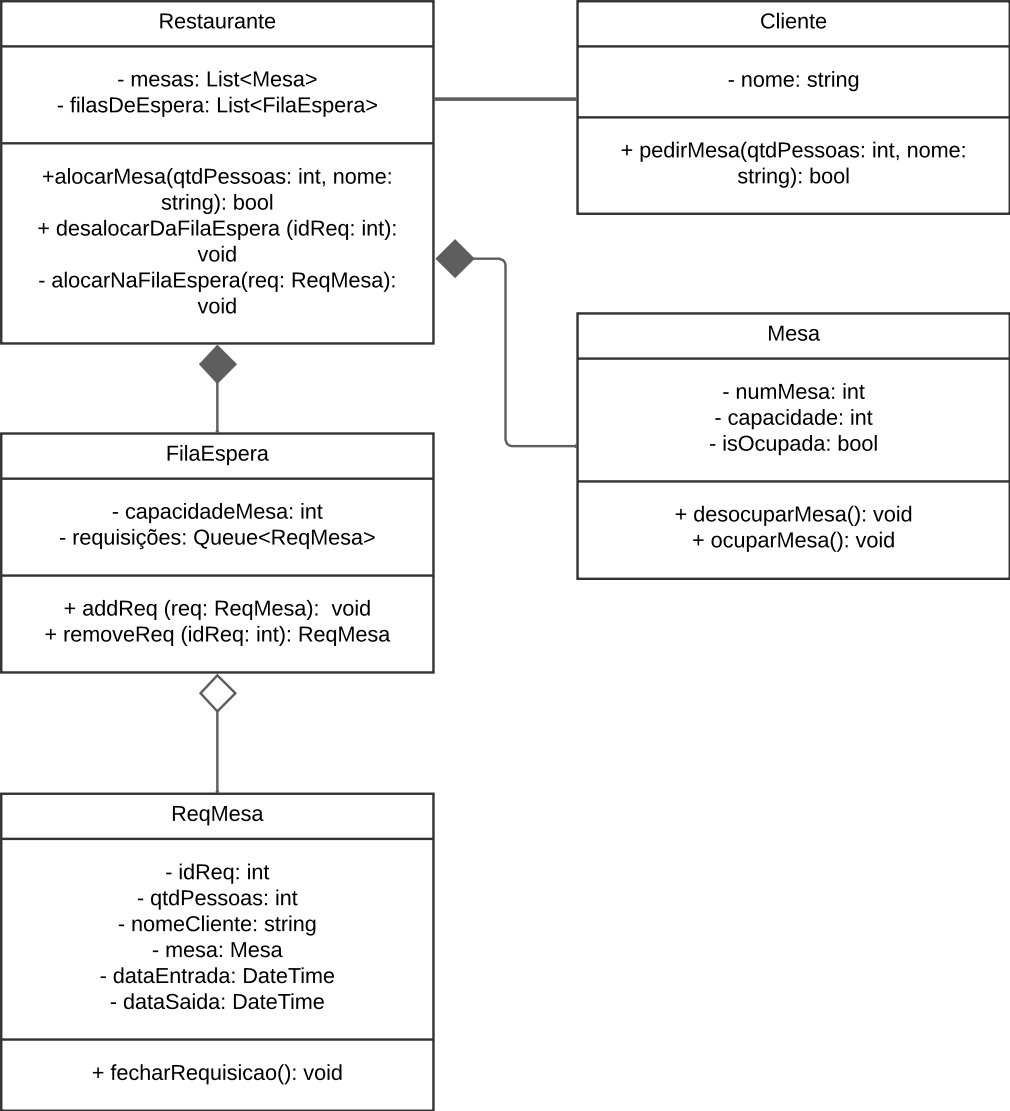 Restaurante
- mesas: List<Mesa>
- filasDeEspera: List<FilaEspera>
+alocarMesa(qtdPessoas: int, nome:
string): bool
+ desalocarDaFilaEspera (idReq: int):
void
- alocarNaFilaEspera(req: ReqMesa):
void
Cliente
- nome: string
+ pedirMesa(qtdPessoas: int, nome:
string): bool
Mesa
- numMesa: int
- capacidade: int
- isOcupada: bool
+ desocuparMesa(): void
+ ocuparMesa(): void
FilaEspera
- capacidadeMesa: int
- requisições: Queue<ReqMesa>
+ addReq (req: ReqMesa):  void
+ removeReq (idReq: int): ReqMesa
ReqMesa
- idReq: int
- qtdPessoas: int
- nomeCliente: string
- mesa: Mesa
- dataEntrada: DateTime
- dataSaida: DateTime
+ fecharRequisicao(): void